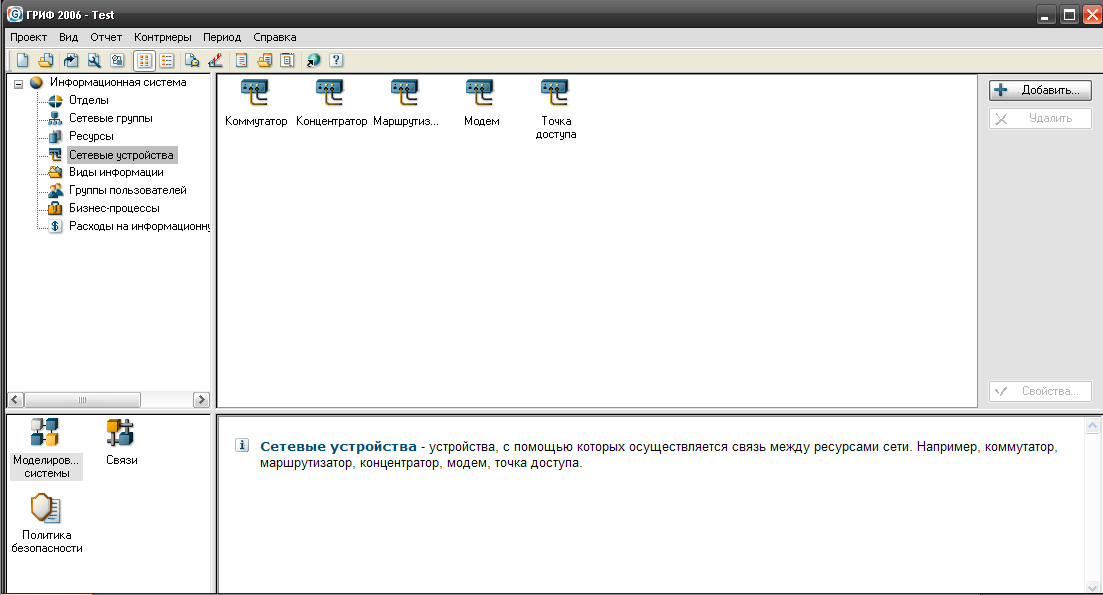 ГРИФ 2006 - Test
Проект Вид Отчет Контрмеры Период Справка
Информационная система
Отделы
Сетевые группы
Ресурсы
Сетевые устройства
Виды информации
Группы пользователей
Бизнес-процессы
Расходы на информационну
Коммутатор Концентратор Маршрутиз... Модем Точка
доступа
Добавить...
Удалить
Свойства...
Моделиров... Связи
системы
Политика
безопасности
Сетевые устройства - устройства, с помощью которых осуществляется связь между ресурсами сети. Например, коммутатор,
маршрутизатор, концентратор, модем, точка доступа.